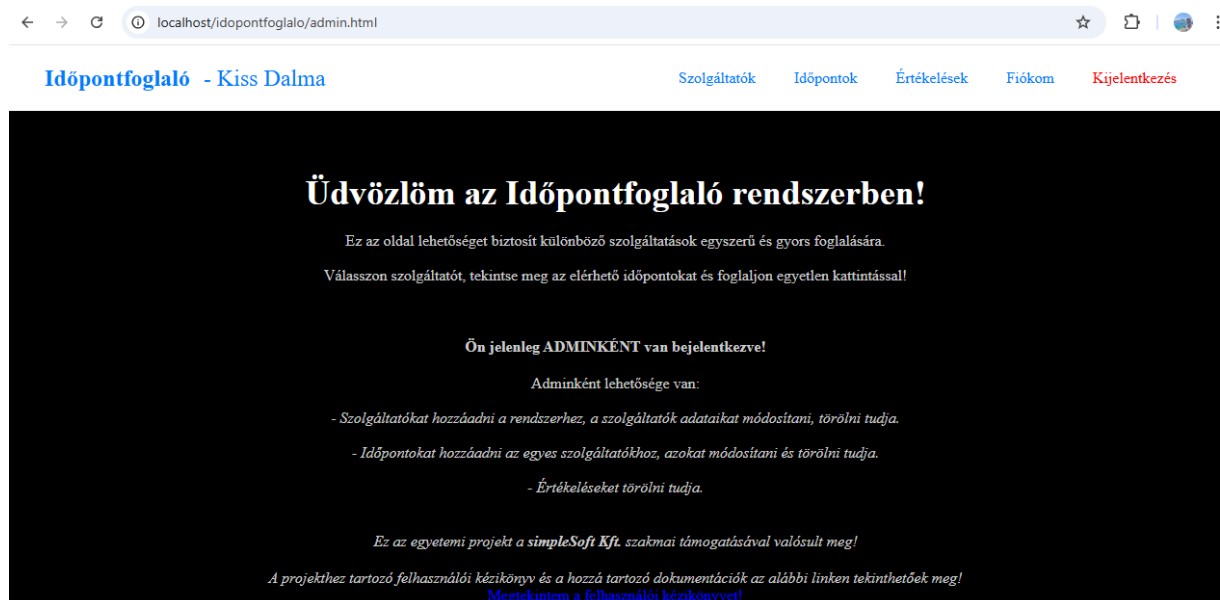 localhost/idopontfoglalo/admin.html
Időpontfoglaló - Kiss Dalma
Szolgáltatók Időpontok Értékelések Fiókom Kijelentkezés
Üdvözlöm az Időpontfoglaló rendszerben!
Ez az oldal lehetőséget biztosít különböző szolgáltatások egyszerű és gyors foglalására.
Válasszon szolgáltatót, tekintse meg az elérhető időpontokat és foglaljon egyetlen kattintással!
Ön jelenleg ADMINKÉNT van bejelentkezve!
Adminként lehetősége van:
- Szolgáltatókat hozzáadni a rendszerhez, a szolgáltatók adataikat módosítani, törölni tudja.
- Időpontokat hozzáadni az egyes szolgáltatókhoz, azokat módosítani és törölni tudja.
- Értékeléseket törölni tudja.
Ez az egyetemi projekt a simpleSoft Kft. szakmai támogatásával valósult meg!
A projekthez tartozó felhasználói kézikönyv és a hozzá tartozó dokumentációk az alábbi linken tekinthetőek meg!
Megtekintem a felhasználói kézikönyvet!